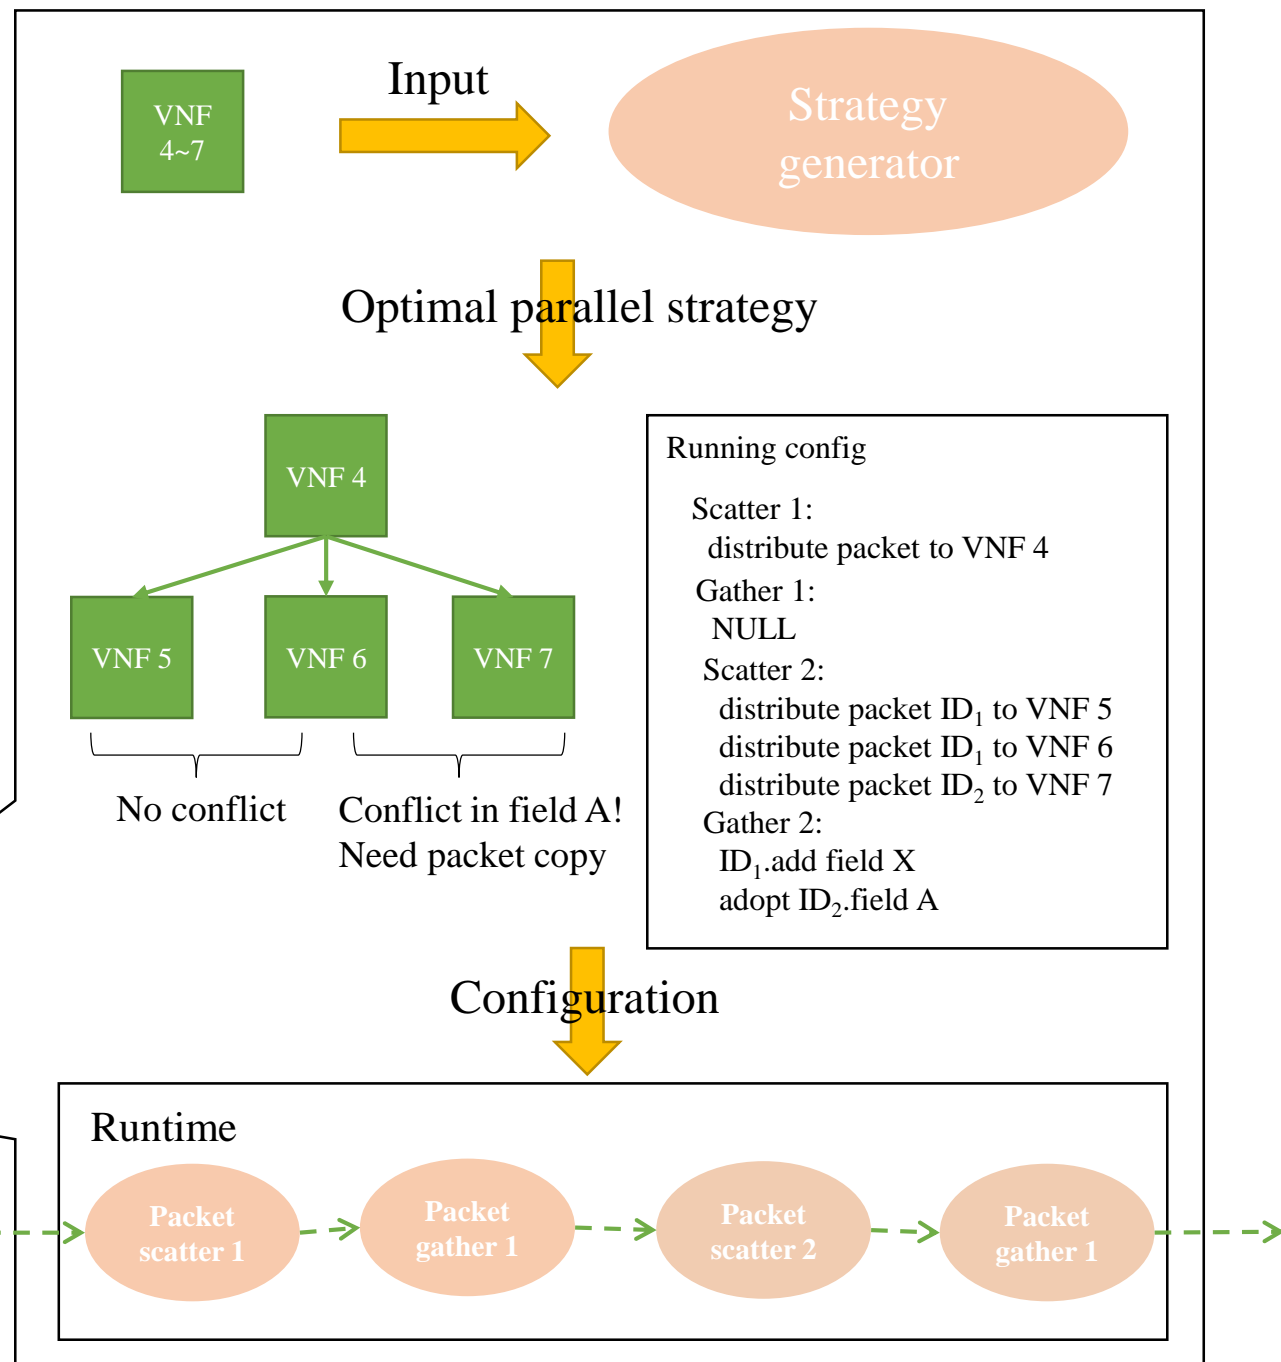 VNF
4~7
Input
Strategy
generator
Optimal parallel strategy
VNF 4
VNF 5
VNF 6
VNF 7
No conflict
Conflict in field A!
Need packet copy
Running config
Scatter 1:
distribute packet to VNF 4
Gather 1:
NULL
Scatter 2:
distribute packet ID₁ to VNF 5
distribute packet ID₁ to VNF 6
distribute packet ID₂ to VNF 7
Gather 2:
ID₁.add field X
adopt ID₂.field A
Configuration
Runtime
Packet
scatter 1
Packet
gather 1
Packet
scatter 2
Packet
gather 1